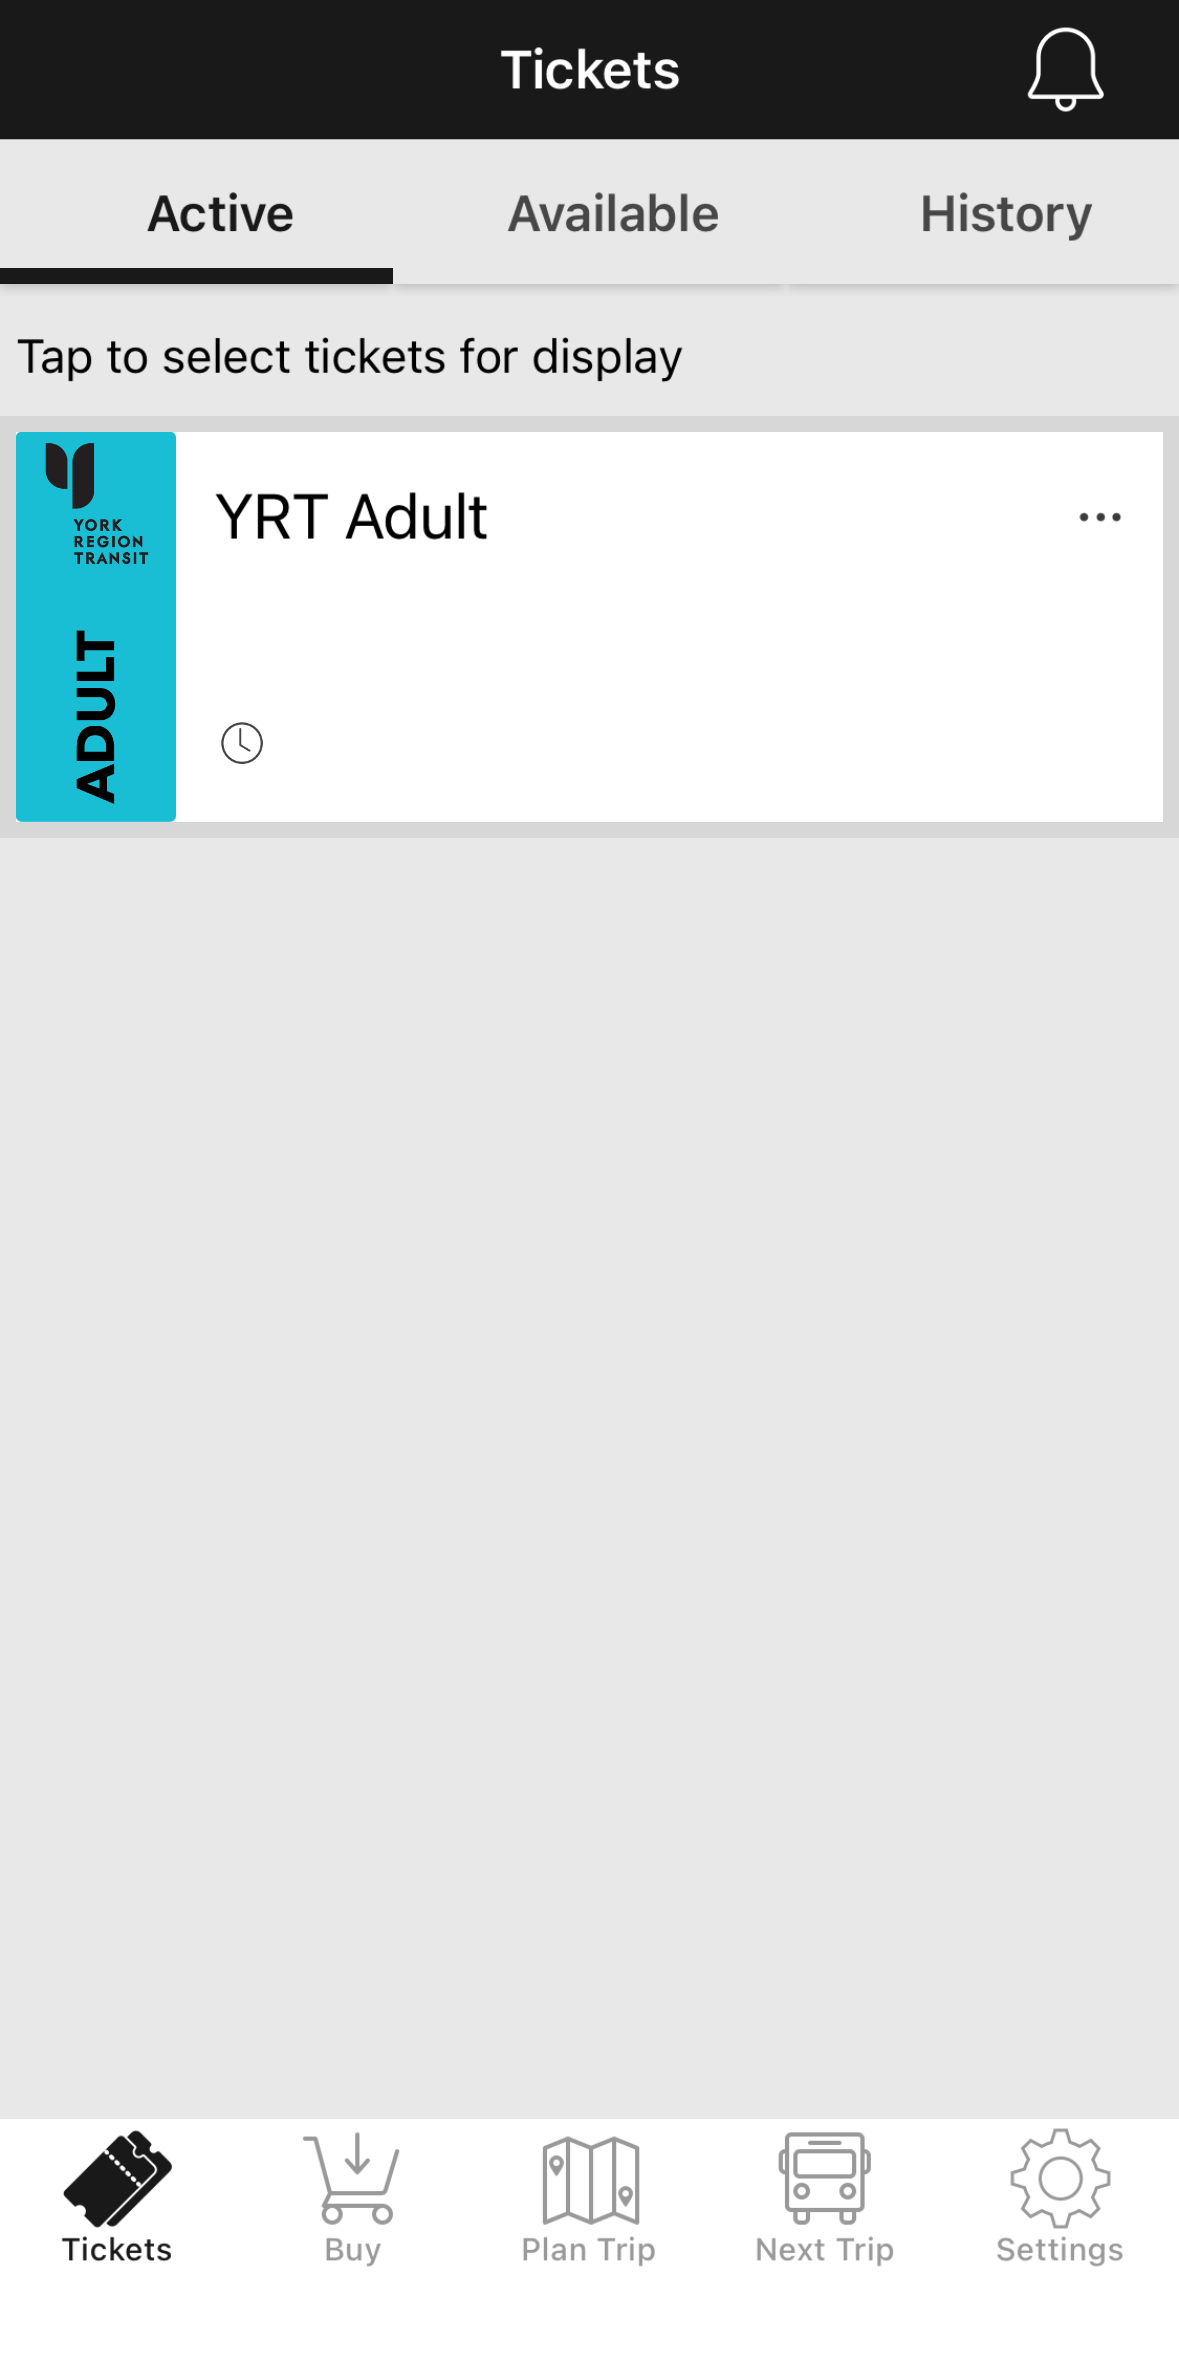 Tickets
Active
Available
History
Tap to select tickets for display
YORK
REGION
TRANSIT
ADULT
YRT Adult
Tickets
Buy
Plan Trip
Next Trip
Settings